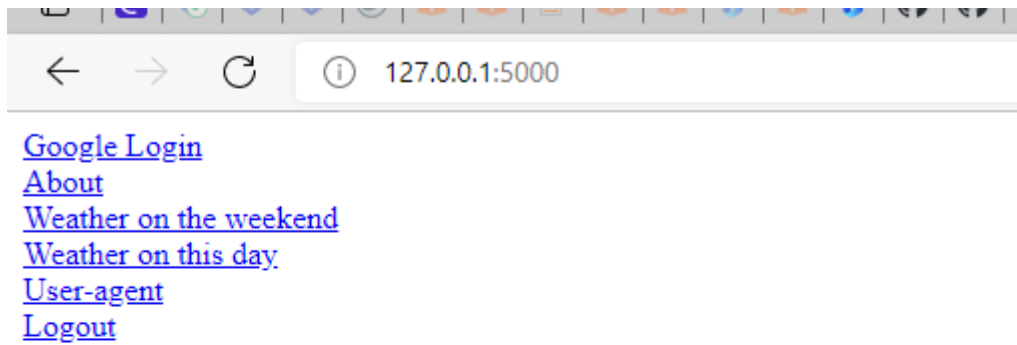 127.0.0.1:5000
Google Login
About
Weather on the weekend
Weather on this day
User-agent
Logout